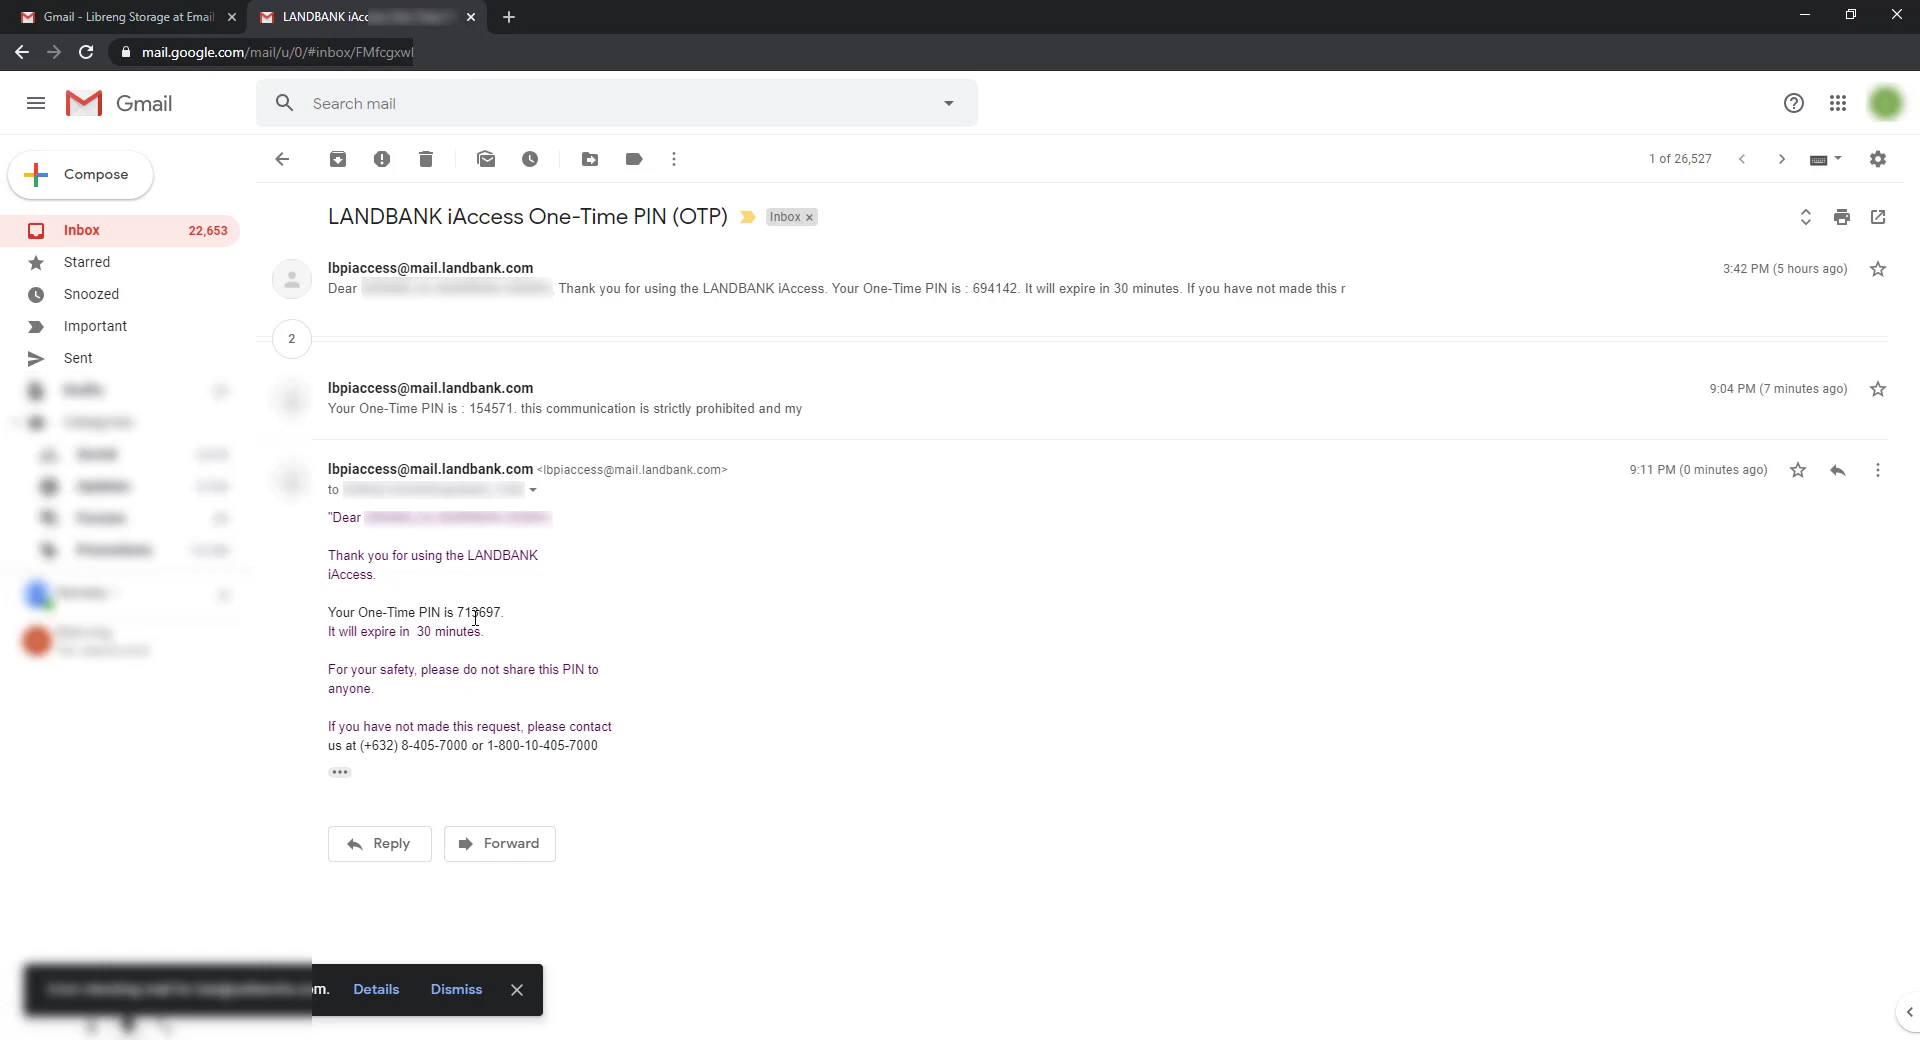 Gmail - Libreng Storage at Email
LANDBANK iAcc
mail.google.com/mail/u/0/#inbox/FMfcgxwl
Gmail
Search mail
Compose
1 of 26,527
Inbox 22,653
Starred
Snoozed
Important
Sent
LANDBANK iAccess One-Time PIN (OTP)
Inbox ×
lbpiaccess@mail.landbank.com
3:42 PM (5 hours ago)
Dear Thank you for using the LANDBANK iAccess. Your One-Time PIN is : 694142. It will expire in 30 minutes. If you have not made this r
2
lbpiaccess@mail.landbank.com
9:04 PM (7 minutes ago)
Your One-Time PIN is : 154571. this communication is strictly prohibited and my
lbpiaccess@mail.landbank.com <lbpiaccess@mail.landbank.com>
9:11 PM (0 minutes ago)
to
"Dear
Thank you for using the LANDBANK
iAccess.
Your One-Time PIN is 713697.
It will expire in 30 minutes.
For your safety, please do not share this PIN to
anyone.
If you have not made this request, please contact
us at (+632) 8-405-7000 or 1-800-10-405-7000
Reply
Forward
om.
Details
Dismiss